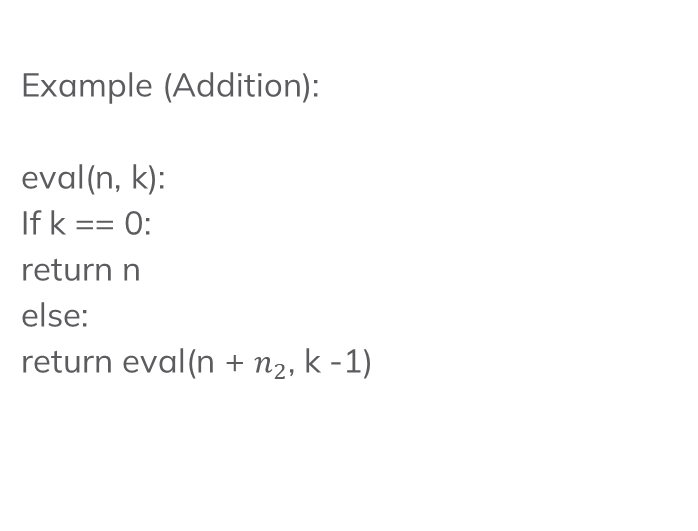 Example (Addition):
eval(n, k):
If k == 0:
return n
else:
return eval(n + 𝑛₂, k -1)